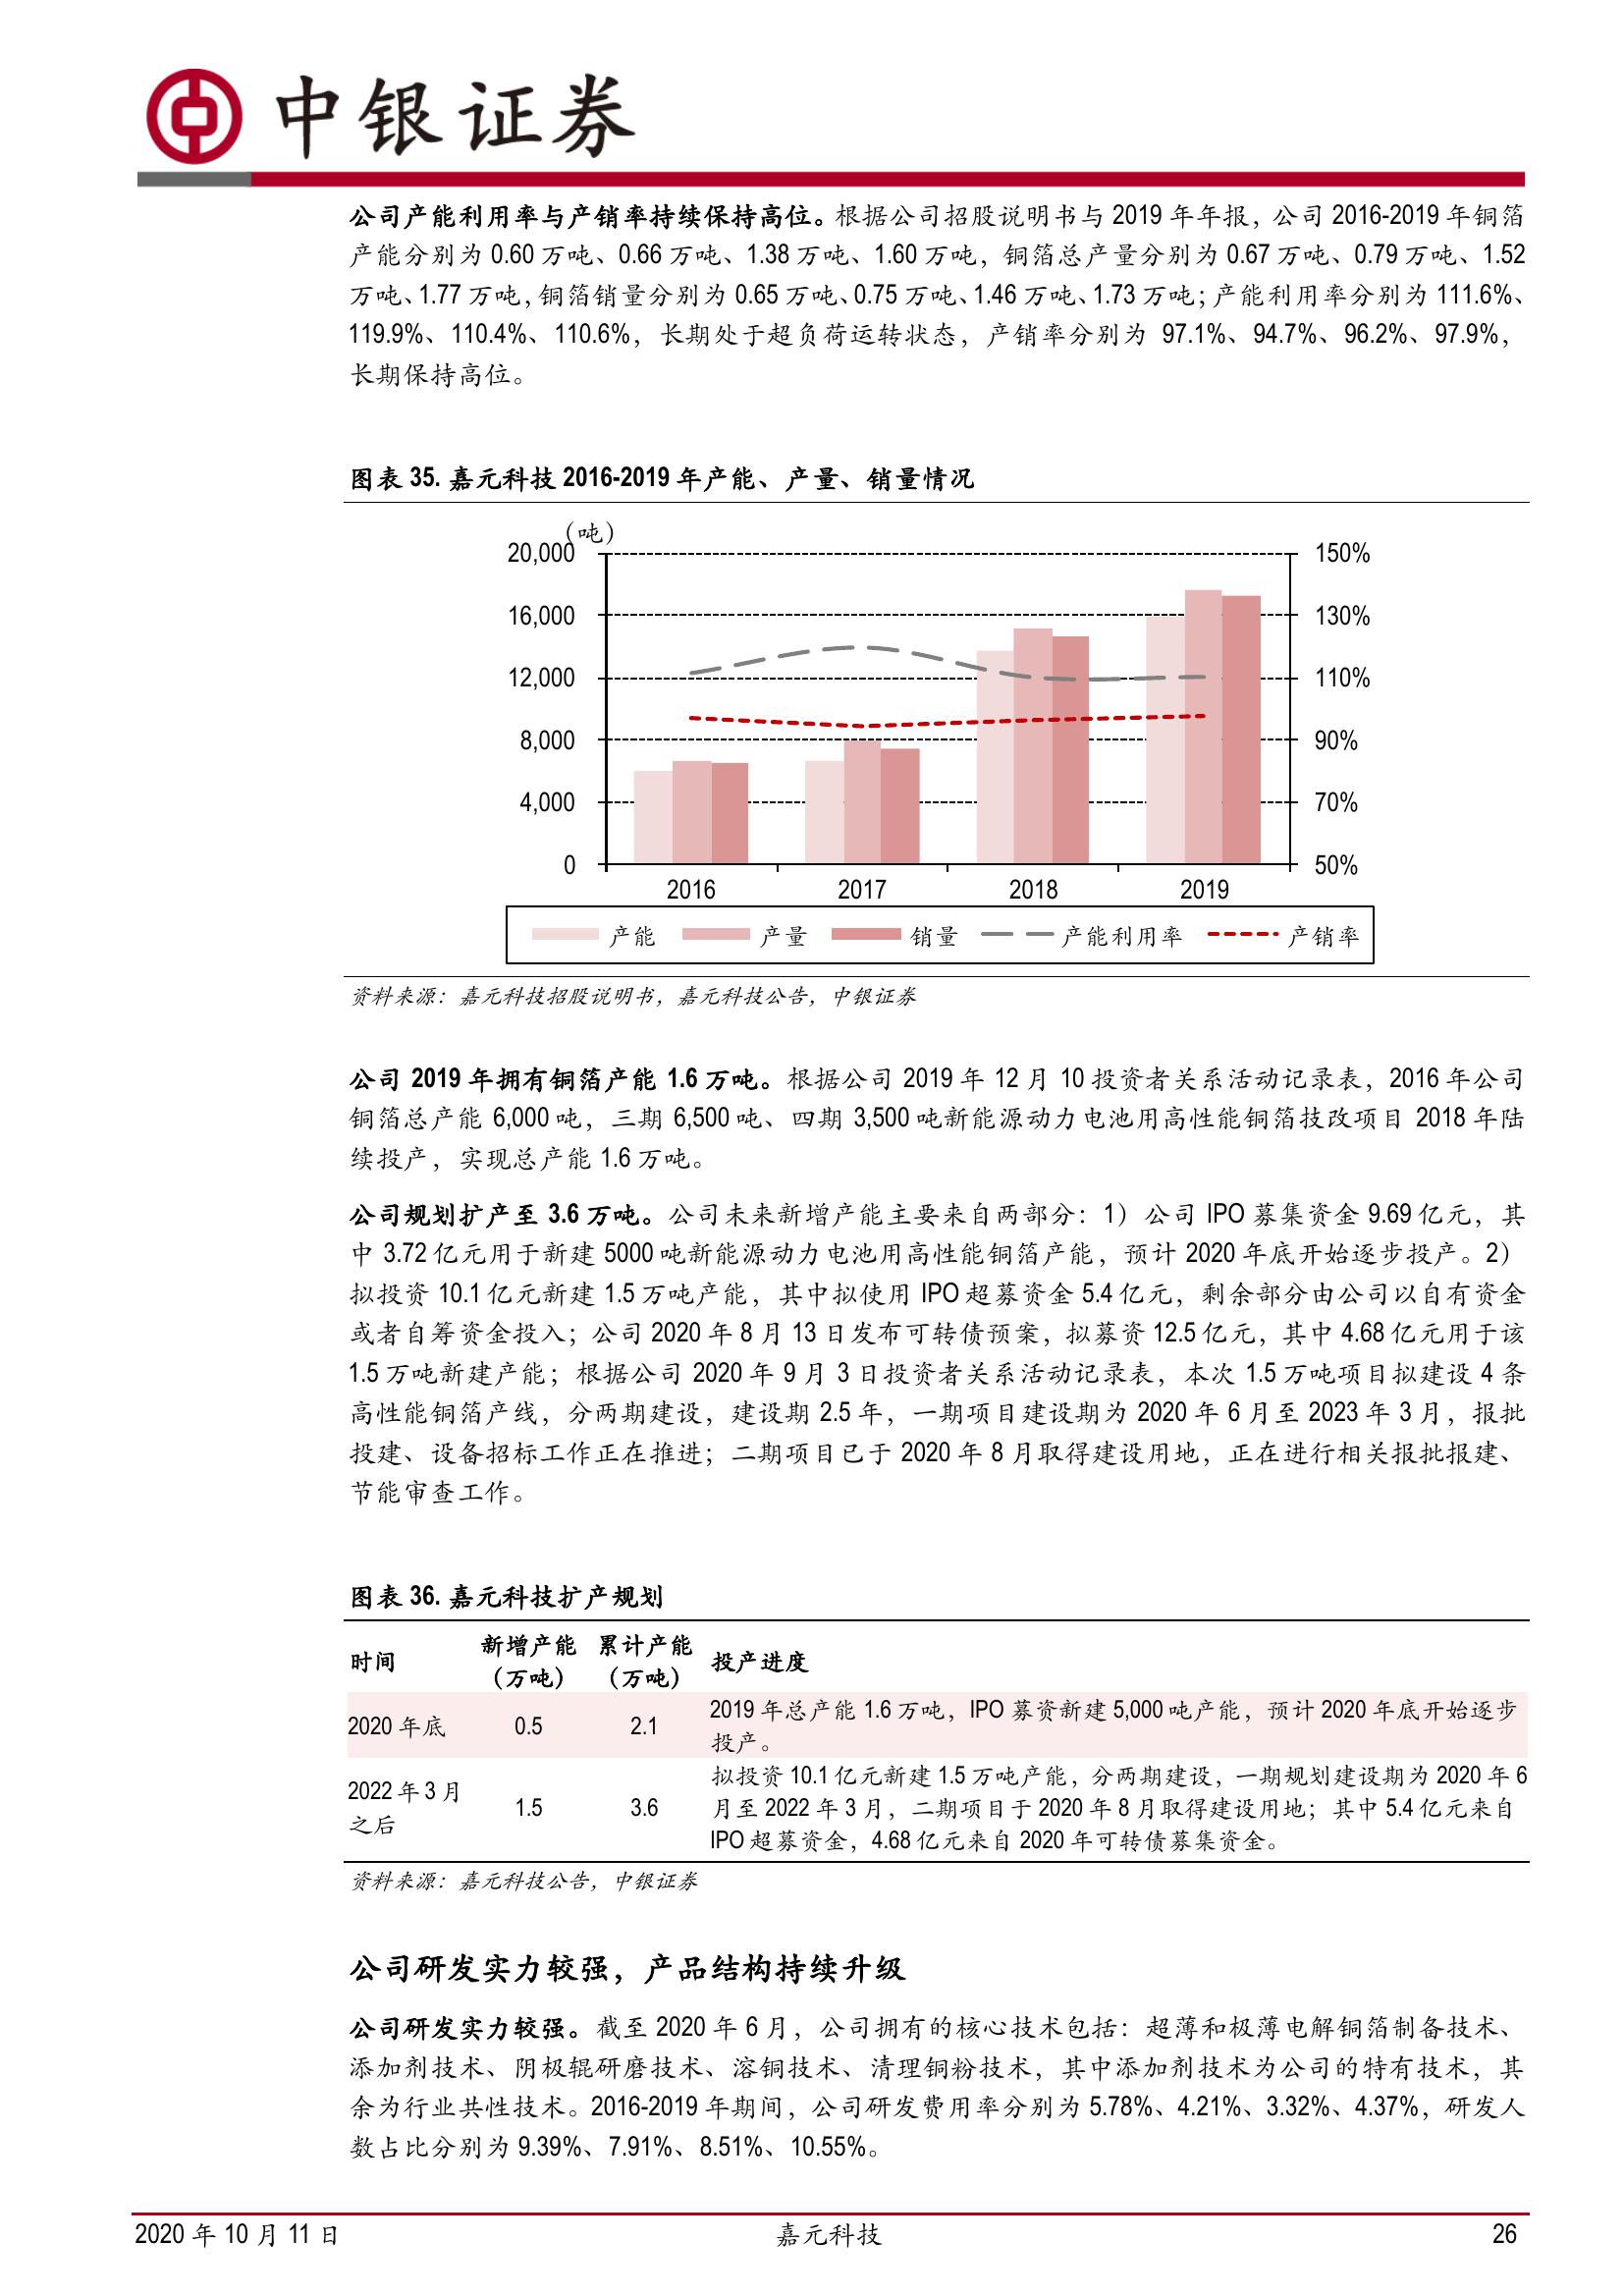 中银证券
公司产能利用率与产销率持续保持高位。根据公司招股说明书与 2019 年年报，公司 2016-2019 年铜箔
产能分别为 0.60 万吨、0.66 万吨、1.38 万吨、1.60 万吨，铜箔总产量分别为 0.67 万吨、0.79 万吨、1.52
万吨、1.77 万吨，铜箔销量分别为 0.65 万吨、0.75 万吨、1.46 万吨、1.73 万吨；产能利用率分别为 111.6%、
119.9%、110.4%、110.6%，长期处于超负荷运转状态，产销率分别为 97.1%、94.7%、96.2%、97.9%，
长期保持高位。
图表 35. 嘉元科技 2016-2019 年产能、产量、销量情况
（吨）
20,000 150%
16,000 130%
12,000 110%
8,000 90%
4,000 70%
0 50%
2016 2017 2018 2019
产能 产量 销量 产能利用率 产销率
资料来源：嘉元科技招股说明书，嘉元科技公告，中银证券
公司 2019 年拥有铜箔产能 1.6 万吨。根据公司 2019 年 12 月 10 投资者关系活动记录表，2016 年公司
铜箔总产能 6,000 吨，三期 6,500 吨、四期 3,500 吨新能源动力电池用高性能铜箔技改项目 2018 年陆
续投产，实现总产能 1.6 万吨。
公司规划扩产至 3.6 万吨。公司未来新增产能主要来自两部分：1）公司 IPO 募集资金 9.69 亿元，其
中 3.72 亿元用于新建 5000 吨新能源动力电池用高性能铜箔产能，预计 2020 年底开始逐步投产。2）
拟投资 10.1 亿元新建 1.5 万吨产能，其中拟使用 IPO 超募资金 5.4 亿元，剩余部分由公司以自有资金
或者自筹资金投入；公司 2020 年 8 月 13 日发布可转债预案，拟募资 12.5 亿元，其中 4.68 亿元用于该
1.5 万吨新建产能；根据公司 2020 年 9 月 3 日投资者关系活动记录表，本次 1.5 万吨项目拟建设 4 条
高性能铜箔产线，分两期建设，建设期 2.5 年，一期项目建设期为 2020 年 6 月至 2023 年 3 月，报批
投建、设备招标工作正在推进；二期项目已于 2020 年 8 月取得建设用地，正在进行相关报批报建、
节能审查工作。
图表 36. 嘉元科技扩产规划
时间 新增产能（万吨） 累计产能（万吨） 投产进度
2020 年底 0.5 2.1 2019 年总产能 1.6 万吨，IPO 募资新建 5,000 吨产能，预计 2020 年底开始逐步
投产。
2022 年 3 月之后 1.5 3.6 拟投资 10.1 亿元新建 1.5 万吨产能，分两期建设，一期规划建设期为 2020 年 6
月至 2022 年 3 月，二期项目于 2020 年 8 月取得建设用地；其中 5.4 亿元来自
IPO 超募资金，4.68 亿元来自 2020 年可转债募集资金。
资料来源：嘉元科技公告，中银证券
公司研发实力较强，产品结构持续升级
公司研发实力较强。截至 2020 年 6 月，公司拥有的核心技术包括：超薄和极薄电解铜箔制备技术、
添加剂技术、阴极辊研磨技术、溶铜技术、清理铜粉技术，其中添加剂技术为公司的特有技术，其
余为行业共性技术。2016-2019 年期间，公司研发费用率分别为 5.78%、4.21%、3.32%、4.37%，研发人
数占比分别为 9.39%、7.91%、8.51%、10.55%。
2020 年 10 月 11 日 嘉元科技 26